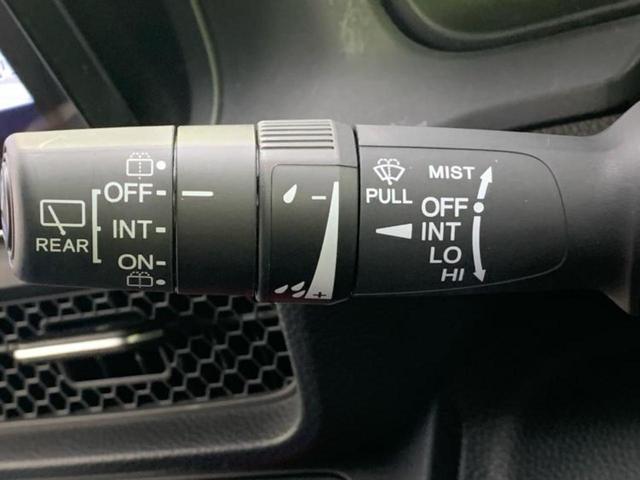 REAR
OFF
INT
ON
−
+
PULL
MIST
OFF
INT
LO
HI